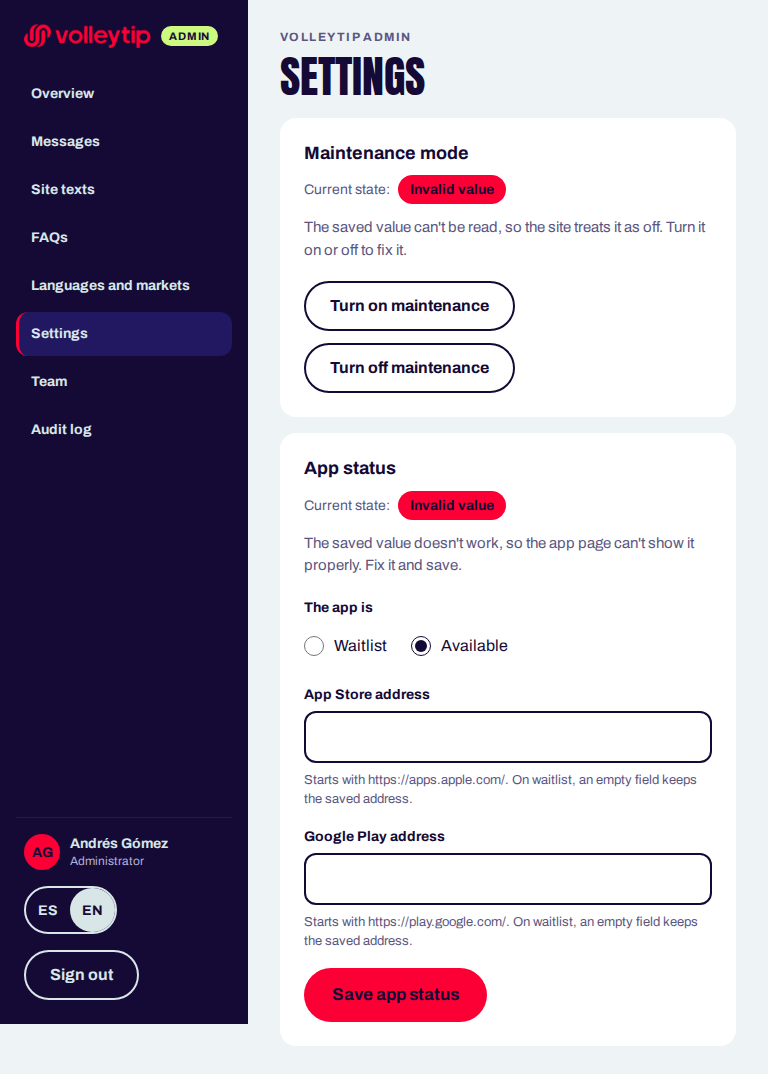 volleytip ADMIN
Overview
Messages
Site texts
FAQs
Languages and markets
Settings
Team
Audit log
AG Andrés Gómez
Administrator
ES EN
Sign out
VOLLEYTIP ADMIN
SETTINGS
Maintenance mode
Current state: Invalid value
The saved value can't be read, so the site treats it as off. Turn it
on or off to fix it.
Turn on maintenance
Turn off maintenance
App status
Current state: Invalid value
The saved value doesn't work, so the app page can't show it
properly. Fix it and save.
The app is
Waitlist Available
App Store address
Starts with https://apps.apple.com/. On waitlist, an empty field keeps
the saved address.
Google Play address
Starts with https://play.google.com/. On waitlist, an empty field keeps
the saved address.
Save app status